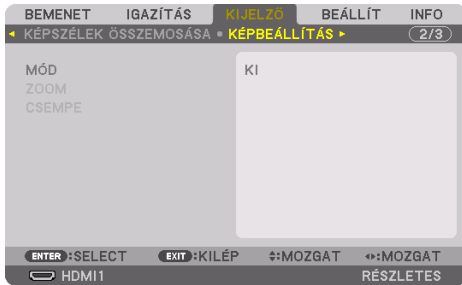 BEMENET IGAZÍTÁS KIJELZŐ BEÁLLÍT INFO
◂ KÉPSZÉLEK ÖSSZEMOSÁSA • KÉPBEÁLLÍTÁS ▸ 2/3
MÓD KI
ZOOM
CSEMPE
ENTER :SELECT EXIT :KILÉP ♦:MOZGAT ◂▸:MOZGAT
HDMI1 RÉSZLETES